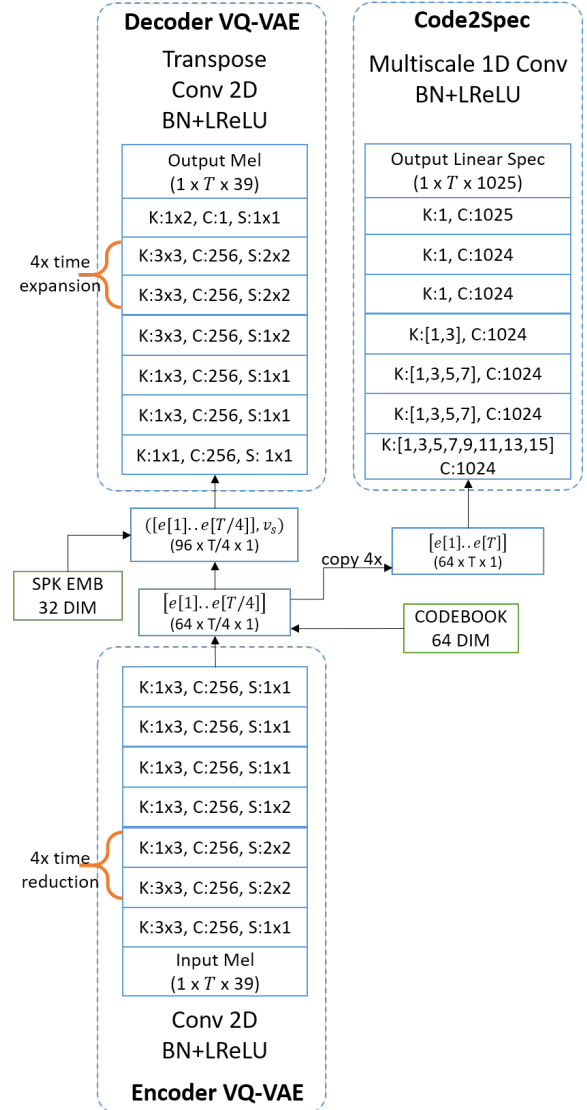 Decoder VQ-VAE
Transpose
Conv 2D
BN+LReLU
Output Mel
(1 x T x 39)
K:1x2, C:1, S:1x1
K:3x3, C:256, S:2x2
K:3x3, C:256, S:2x2
4x time
expansion
K:3x3, C:256, S:1x2
K:1x3, C:256, S:1x1
K:1x3, C:256, S:1x1
K:1x1, C:256, S: 1x1
Code2Spec
Multiscale 1D Conv
BN+LReLU
Output Linear Spec
(1 x T x 1025)
K:1, C:1025
K:1, C:1024
K:1, C:1024
K:[1,3], C:1024
K:[1,3,5,7], C:1024
K:[1,3,5,7], C:1024
K:[1,3,5,7,9,11,13,15]
C:1024
([e[1]..e[T/4]], v_s)
(96 x T/4 x 1)
SPK EMB
32 DIM
[e[1]..e[T/4]]
(64 x T/4 x 1)
copy 4x
[e[1]..e[T]]
(64 x T x 1)
CODEBOOK
64 DIM
K:1x3, C:256, S:1x1
K:1x3, C:256, S:1x1
K:1x3, C:256, S:1x1
K:1x3, C:256, S:1x2
K:1x3, C:256, S:2x2
K:3x3, C:256, S:2x2
4x time
reduction
K:3x3, C:256, S:1x1
Input Mel
(1 x T x 39)
Conv 2D
BN+LReLU
Encoder VQ-VAE